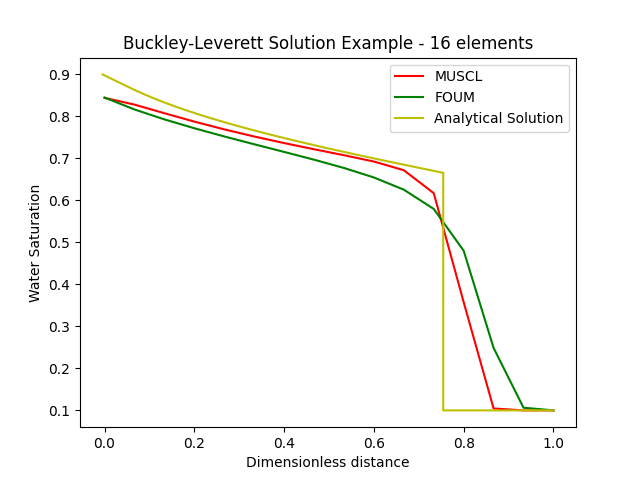 Buckley-Leverett Solution Example - 16 elements
MUSCL
FOUM
Analytical Solution
Water Saturation
0.9
0.8
0.7
0.6
0.5
0.4
0.3
0.2
0.1
0.0 0.2 0.4 0.6 0.8 1.0
Dimensionless distance